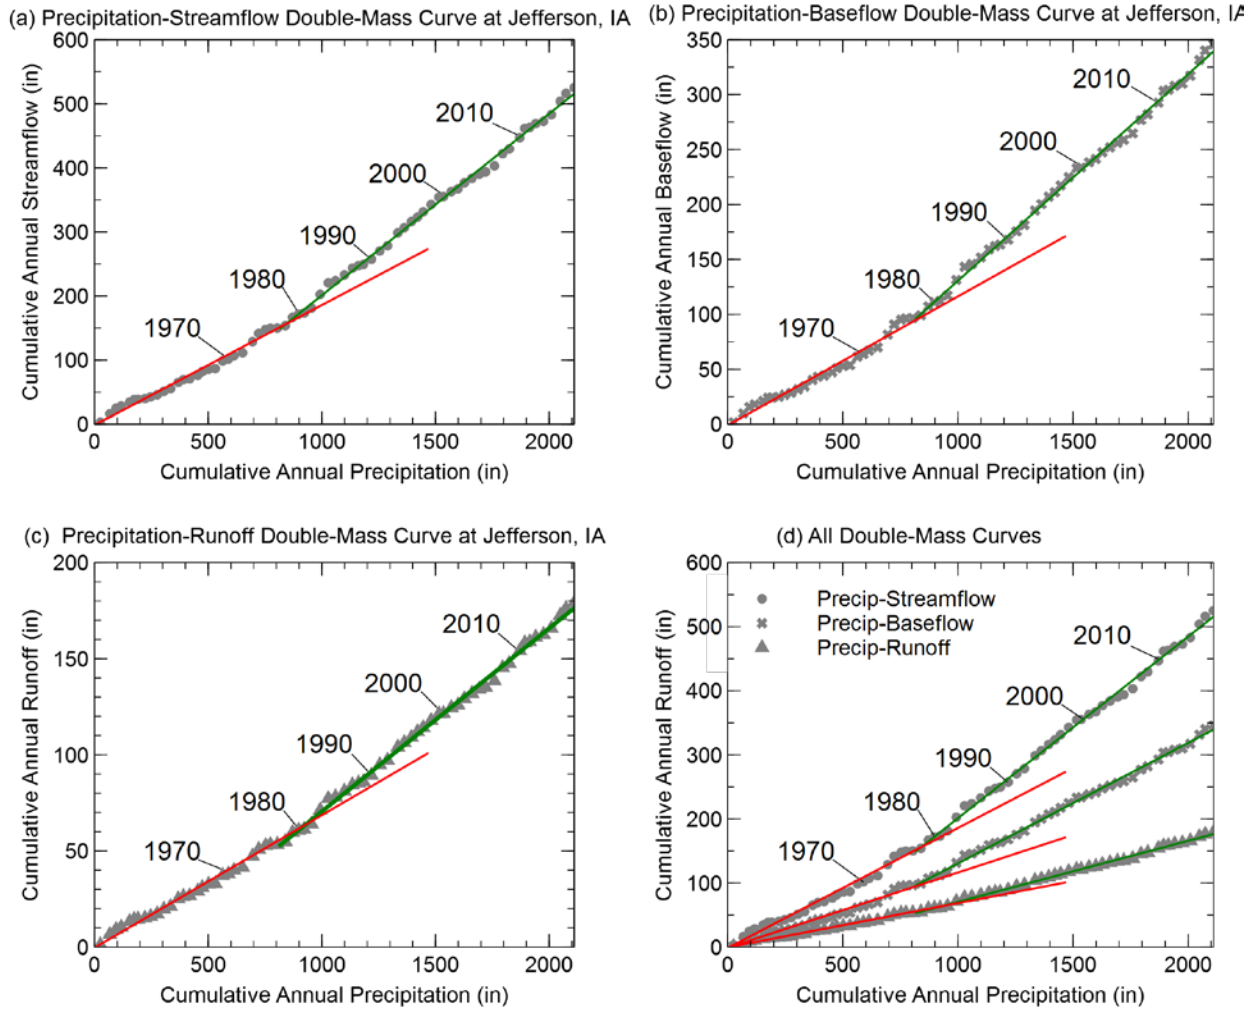 (a) Precipitation-Streamflow Double-Mass Curve at Jefferson, IA
600
500
400
300
200
100
0
Cumulative Annual Streamflow (in)
2010
2000
1990
1980
1970
0 500 1000 1500 2000
Cumulative Annual Precipitation (in)
(b) Precipitation-Baseflow Double-Mass Curve at Jefferson, IA
350
300
250
200
150
100
50
0
Cumulative Annual Baseflow (in)
2010
2000
1990
1980
1970
0 500 1000 1500 2000
Cumulative Annual Precipitation (in)
(c) Precipitation-Runoff Double-Mass Curve at Jefferson, IA
200
150
100
50
0
Cumulative Annual Runoff (in)
2010
2000
1990
1980
1970
0 500 1000 1500 2000
Cumulative Annual Precipitation (in)
(d) All Double-Mass Curves
600
500
400
300
200
100
0
Cumulative Annual Runoff (in)
Precip-Streamflow
Precip-Baseflow
Precip-Runoff
2010
2000
1990
1980
1970
0 500 1000 1500 2000
Cumulative Annual Precipitation (in)